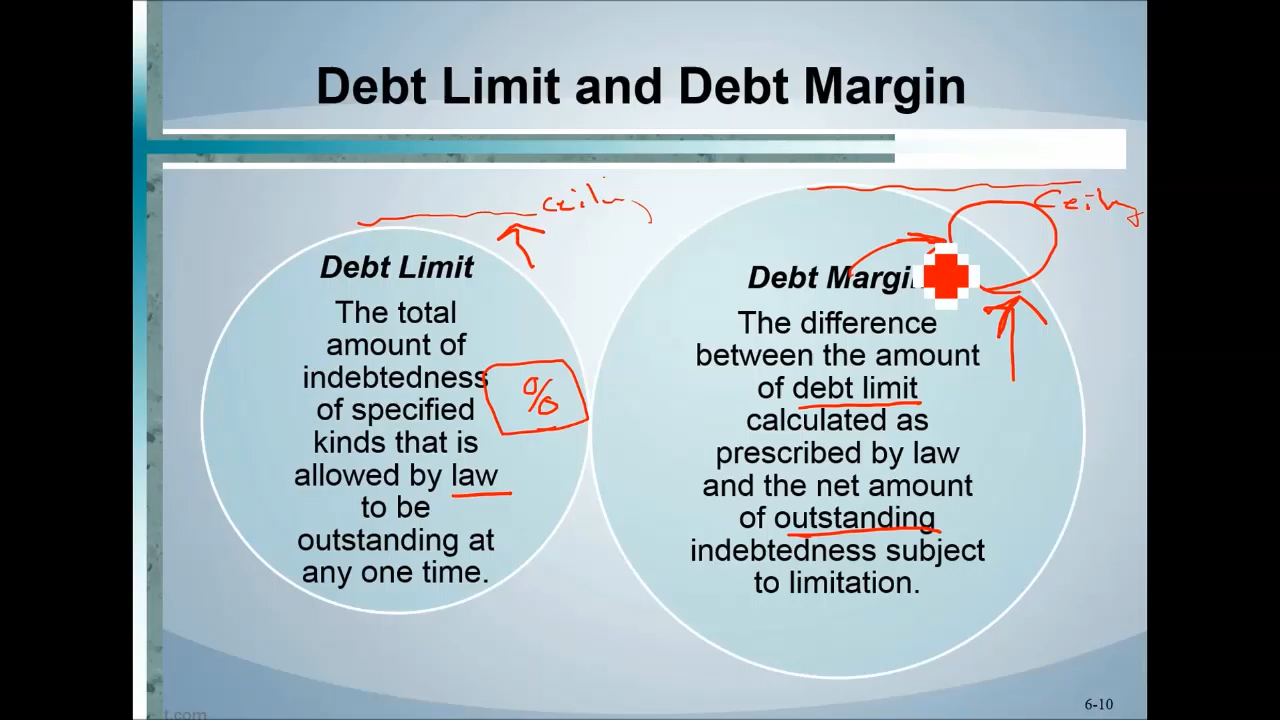 Debt Limit and Debt Margin
ceiling
ceiling
Debt Limit
The total
amount of
indebtedness
of specified
kinds that is
allowed by law
to be
outstanding at
any one time.
%
Debt Margin
The difference
between the amount
of debt limit
calculated as
prescribed by law
and the net amount
of outstanding
indebtedness subject
to limitation.
6-10
t.com